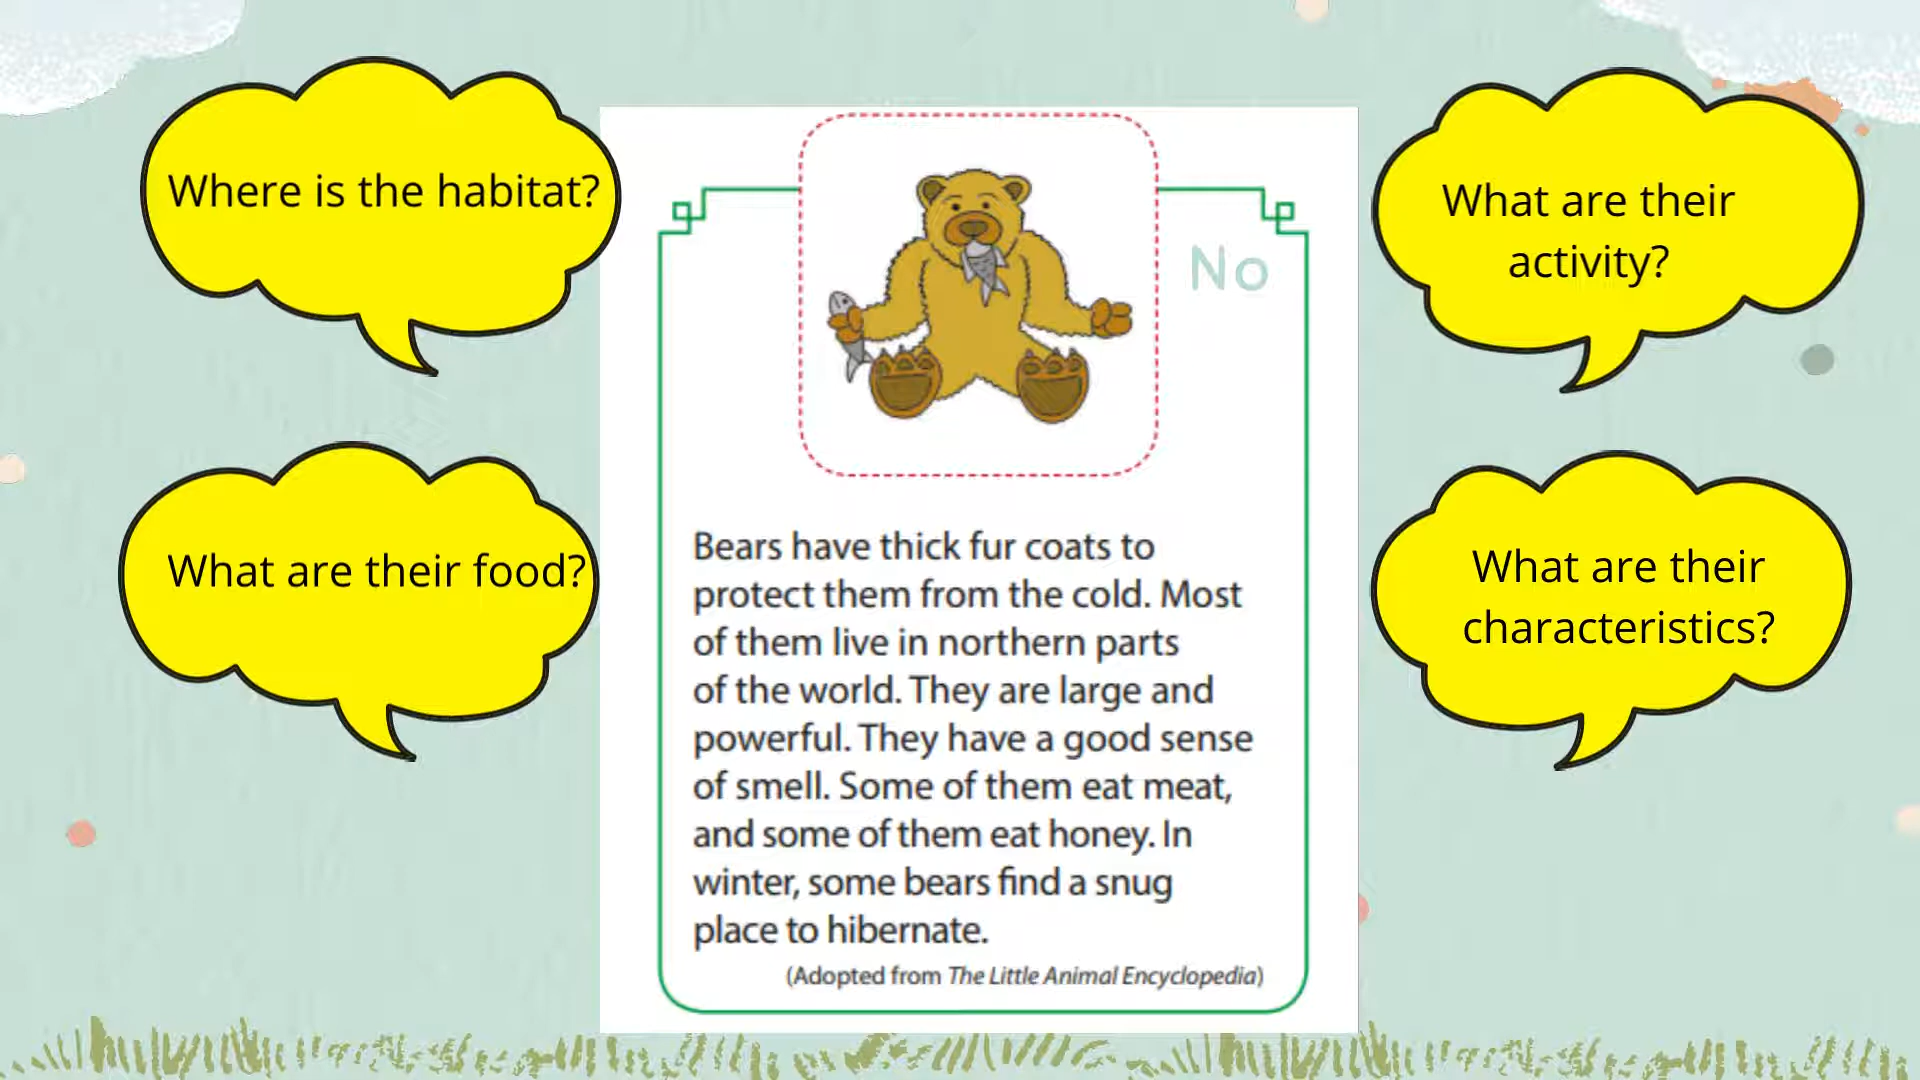 Where is the habitat?
What are their
activity?
No
What are their food?
What are their
characteristics?
Bears have thick fur coats to
protect them from the cold. Most
of them live in northern parts
of the world. They are large and
powerful. They have a good sense
of smell. Some of them eat meat,
and some of them eat honey. In
winter, some bears find a snug
place to hibernate.
(Adopted from The Little Animal Encyclopedia)